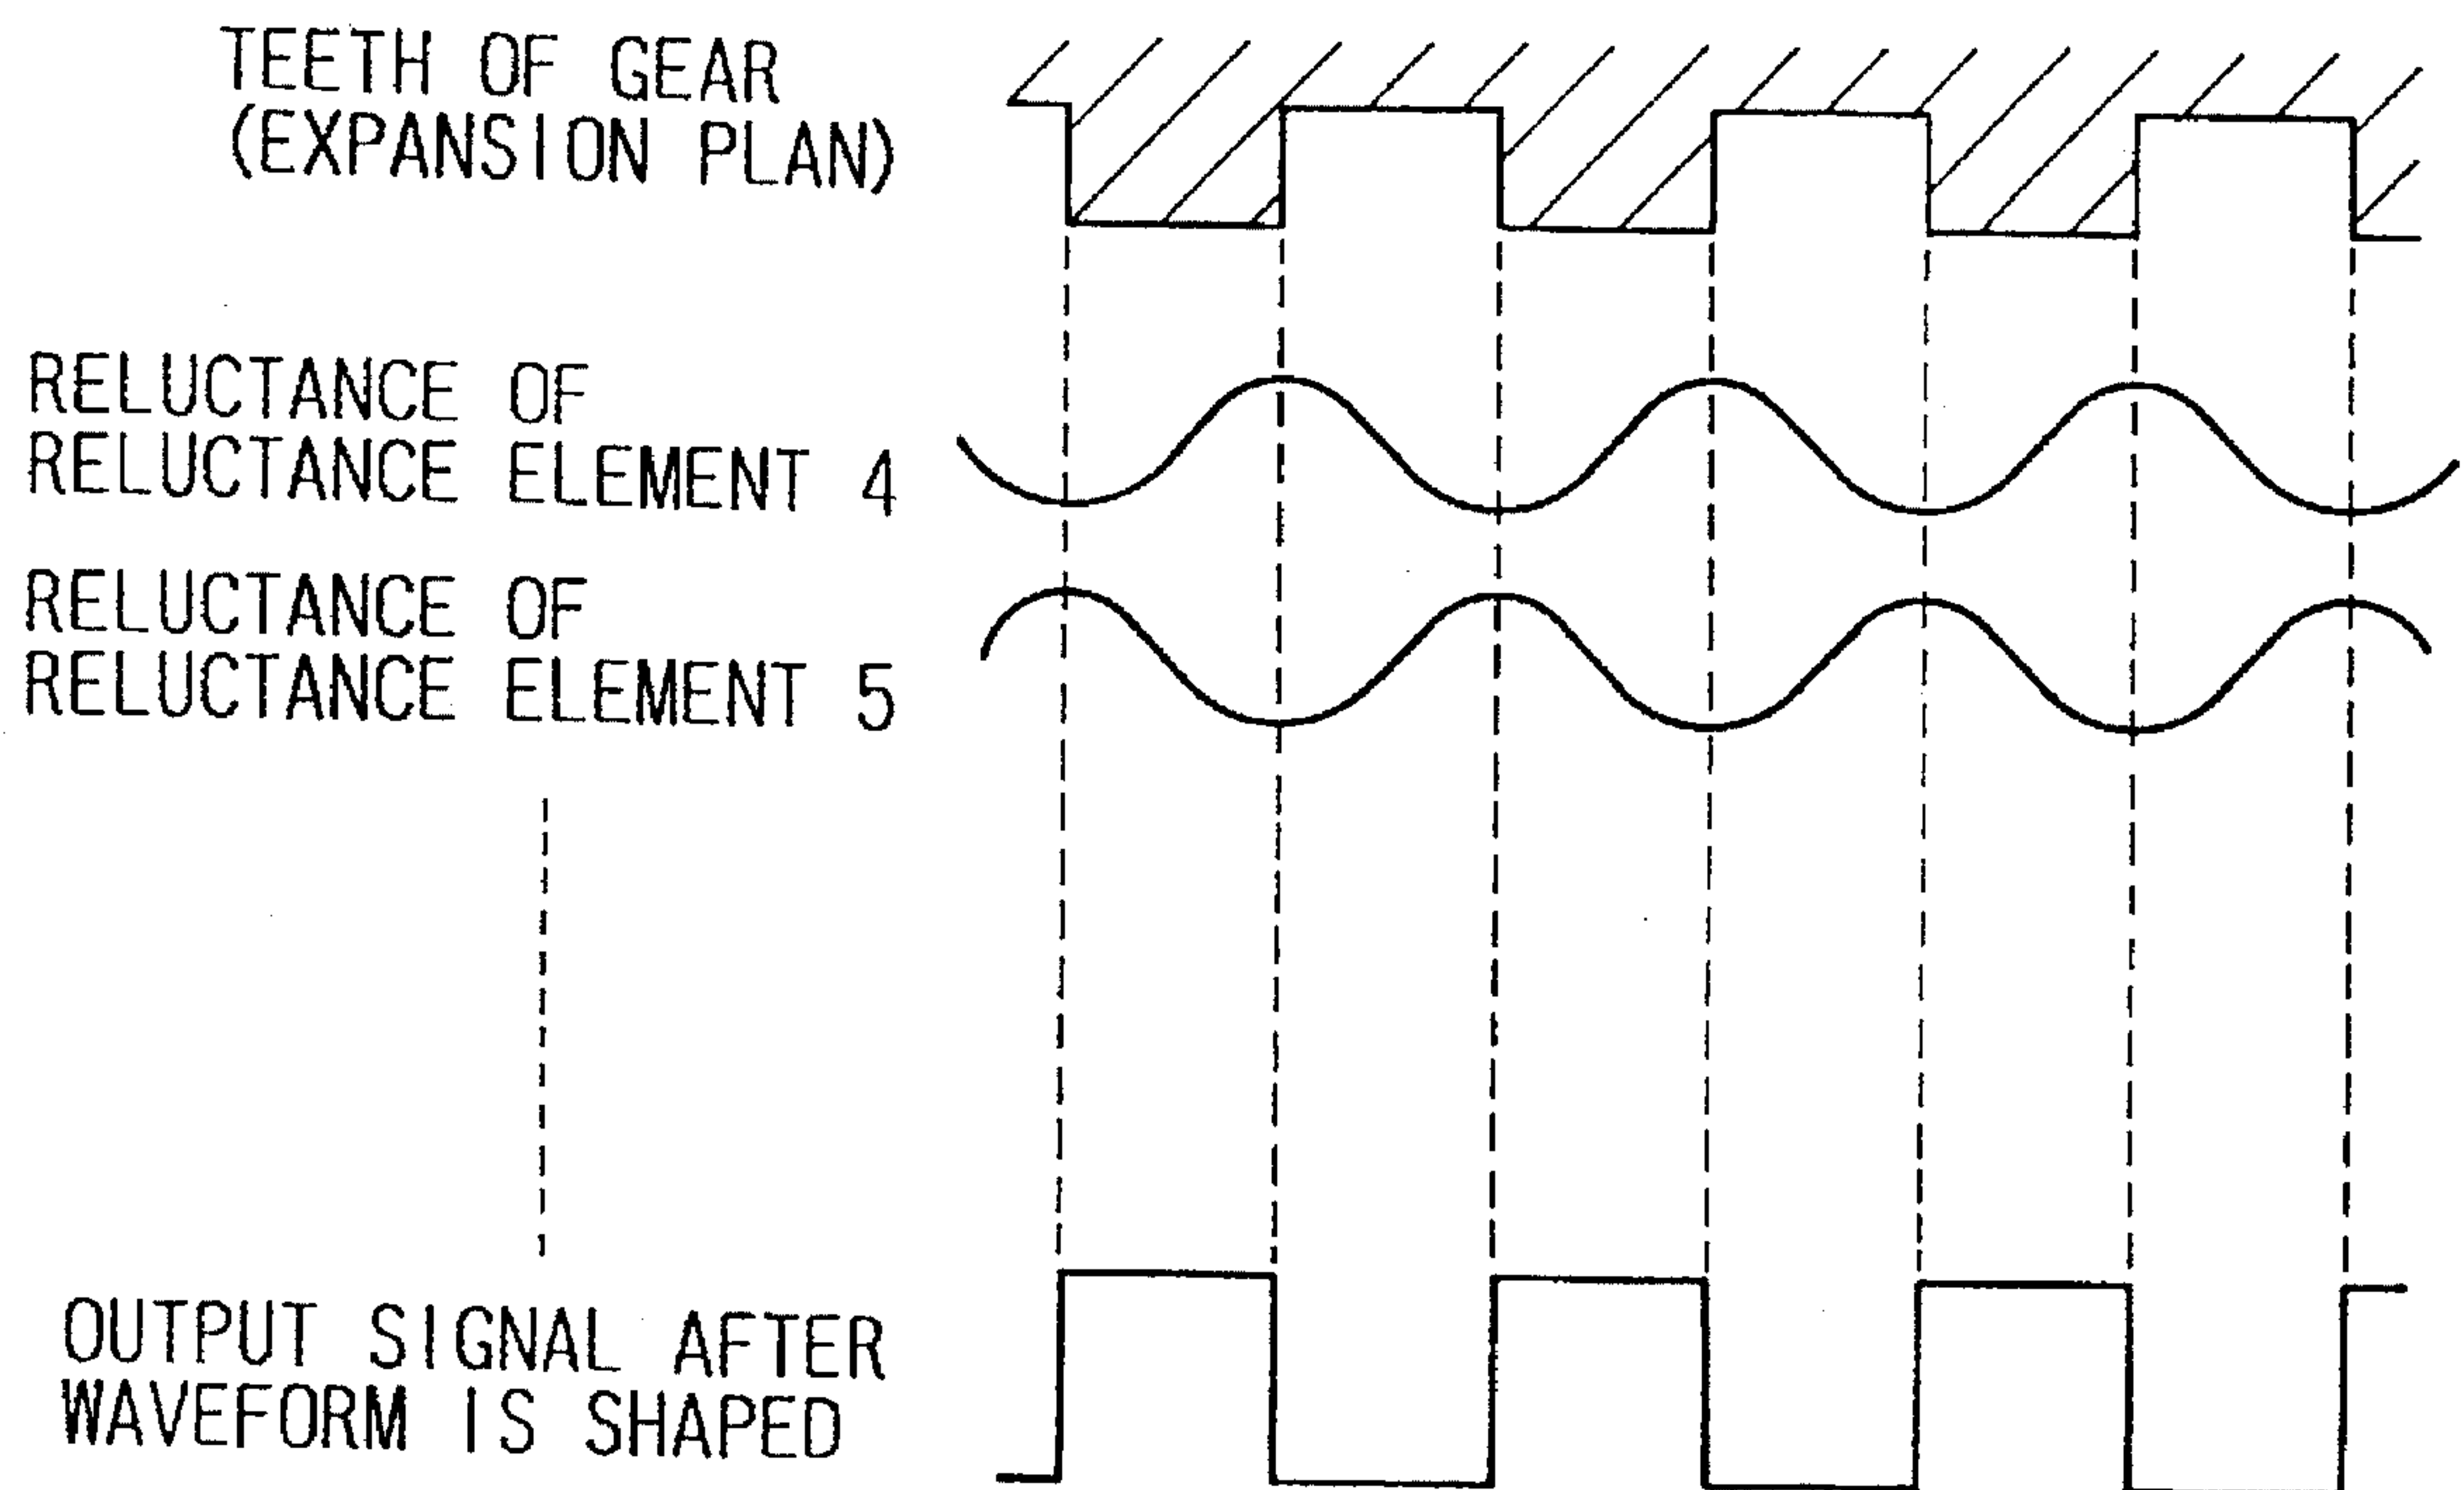 TEETH OF GEAR
(EXPANSION PLAN)
RELUCTANCE OF
RELUCTANCE ELEMENT 4
RELUCTANCE OF
RELUCTANCE ELEMENT 5
OUTPUT SIGNAL AFTER
WAVEFORM IS SHAPED